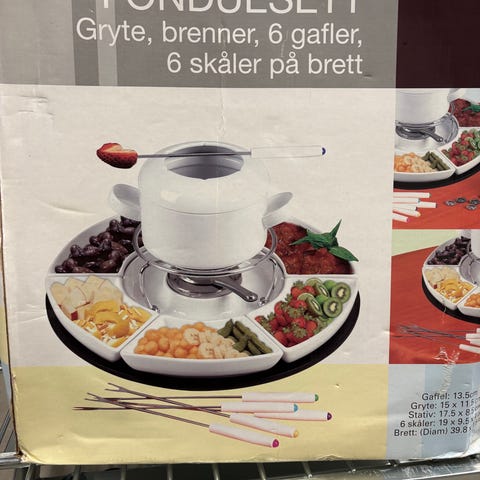 FONDUESETT
Gryte, brenner, 6 gafler,
6 skåler på brett
Gaffel: 13.5cm
Gryte: 15 x 11.5
Stativ: 17.5 x 8.
6 skåler: 19 x 9.5
Brett: (Diam) 39.8